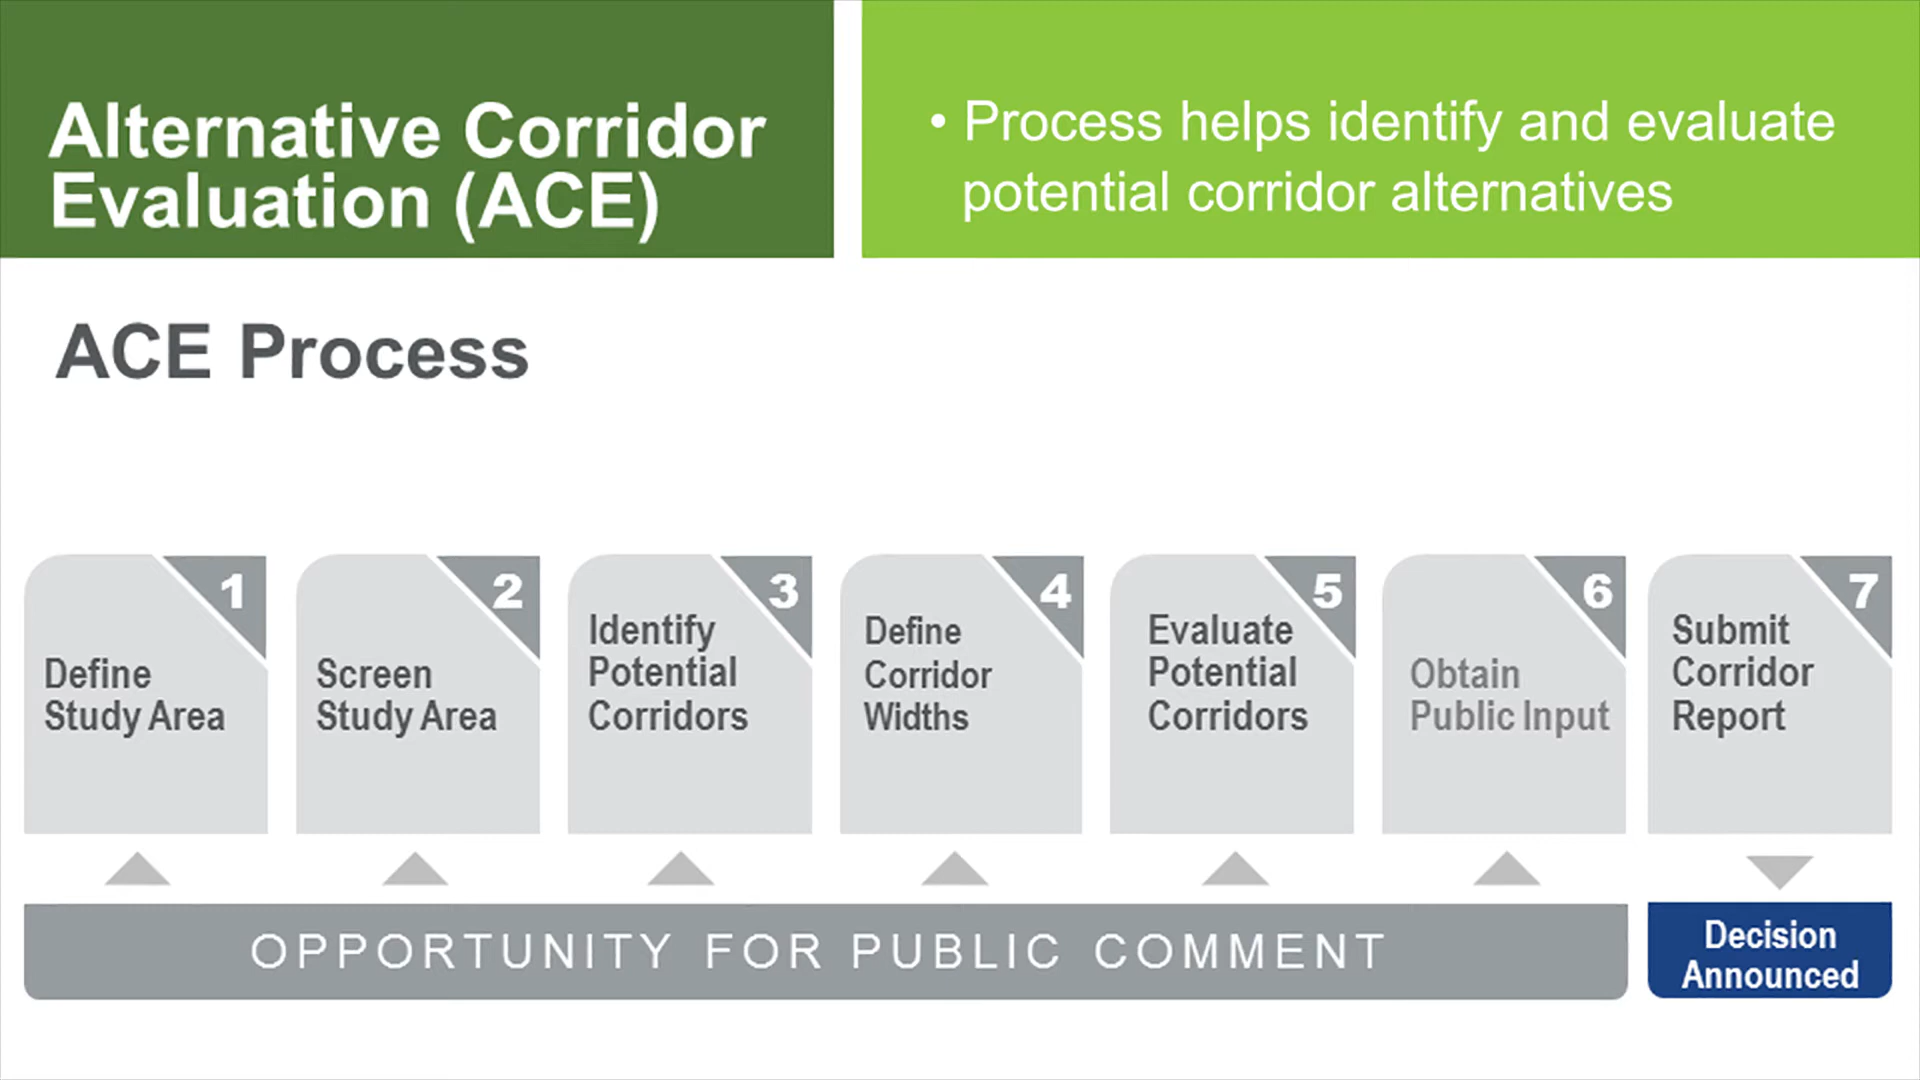 Alternative Corridor
Evaluation (ACE)
• Process helps identify and evaluate
potential corridor alternatives
ACE Process
1
Define
Study Area
2
Screen
Study Area
3
Identify
Potential
Corridors
4
Define
Corridor
Widths
5
Evaluate
Potential
Corridors
6
Obtain
Public Input
7
Submit
Corridor
Report
OPPORTUNITY FOR PUBLIC COMMENT
Decision
Announced